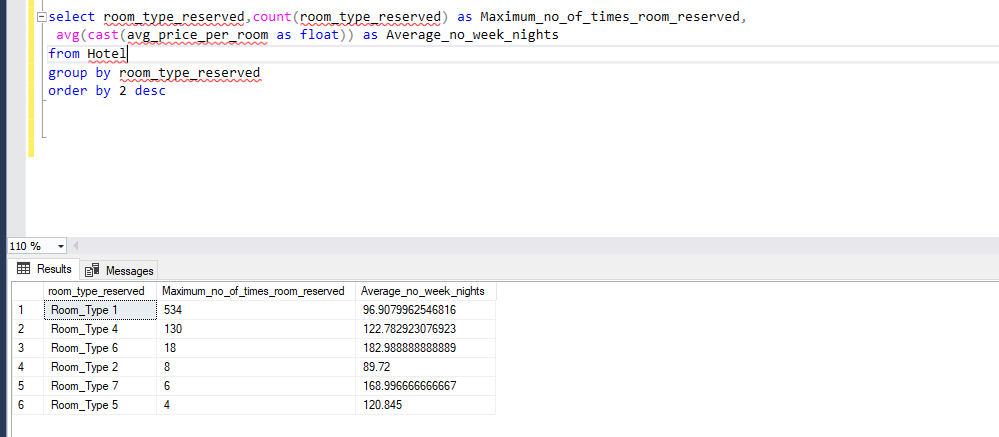 select room_type_reserved,count(room_type_reserved) as Maximum_no_of_times_room_reserved,
avg(cast(avg_price_per_room as float)) as Average_no_week_nights
from Hotel
group by room_type_reserved
order by 2 desc
110 %
Results Messages
room_type_reserved Maximum_no_of_times_room_reserved Average_no_week_nights
1 Room_Type 1 534 96.9079962546816
2 Room_Type 4 130 122.782923076923
3 Room_Type 6 18 182.988888888889
4 Room_Type 2 8 89.72
5 Room_Type 7 6 168.996666666667
6 Room_Type 5 4 120.845